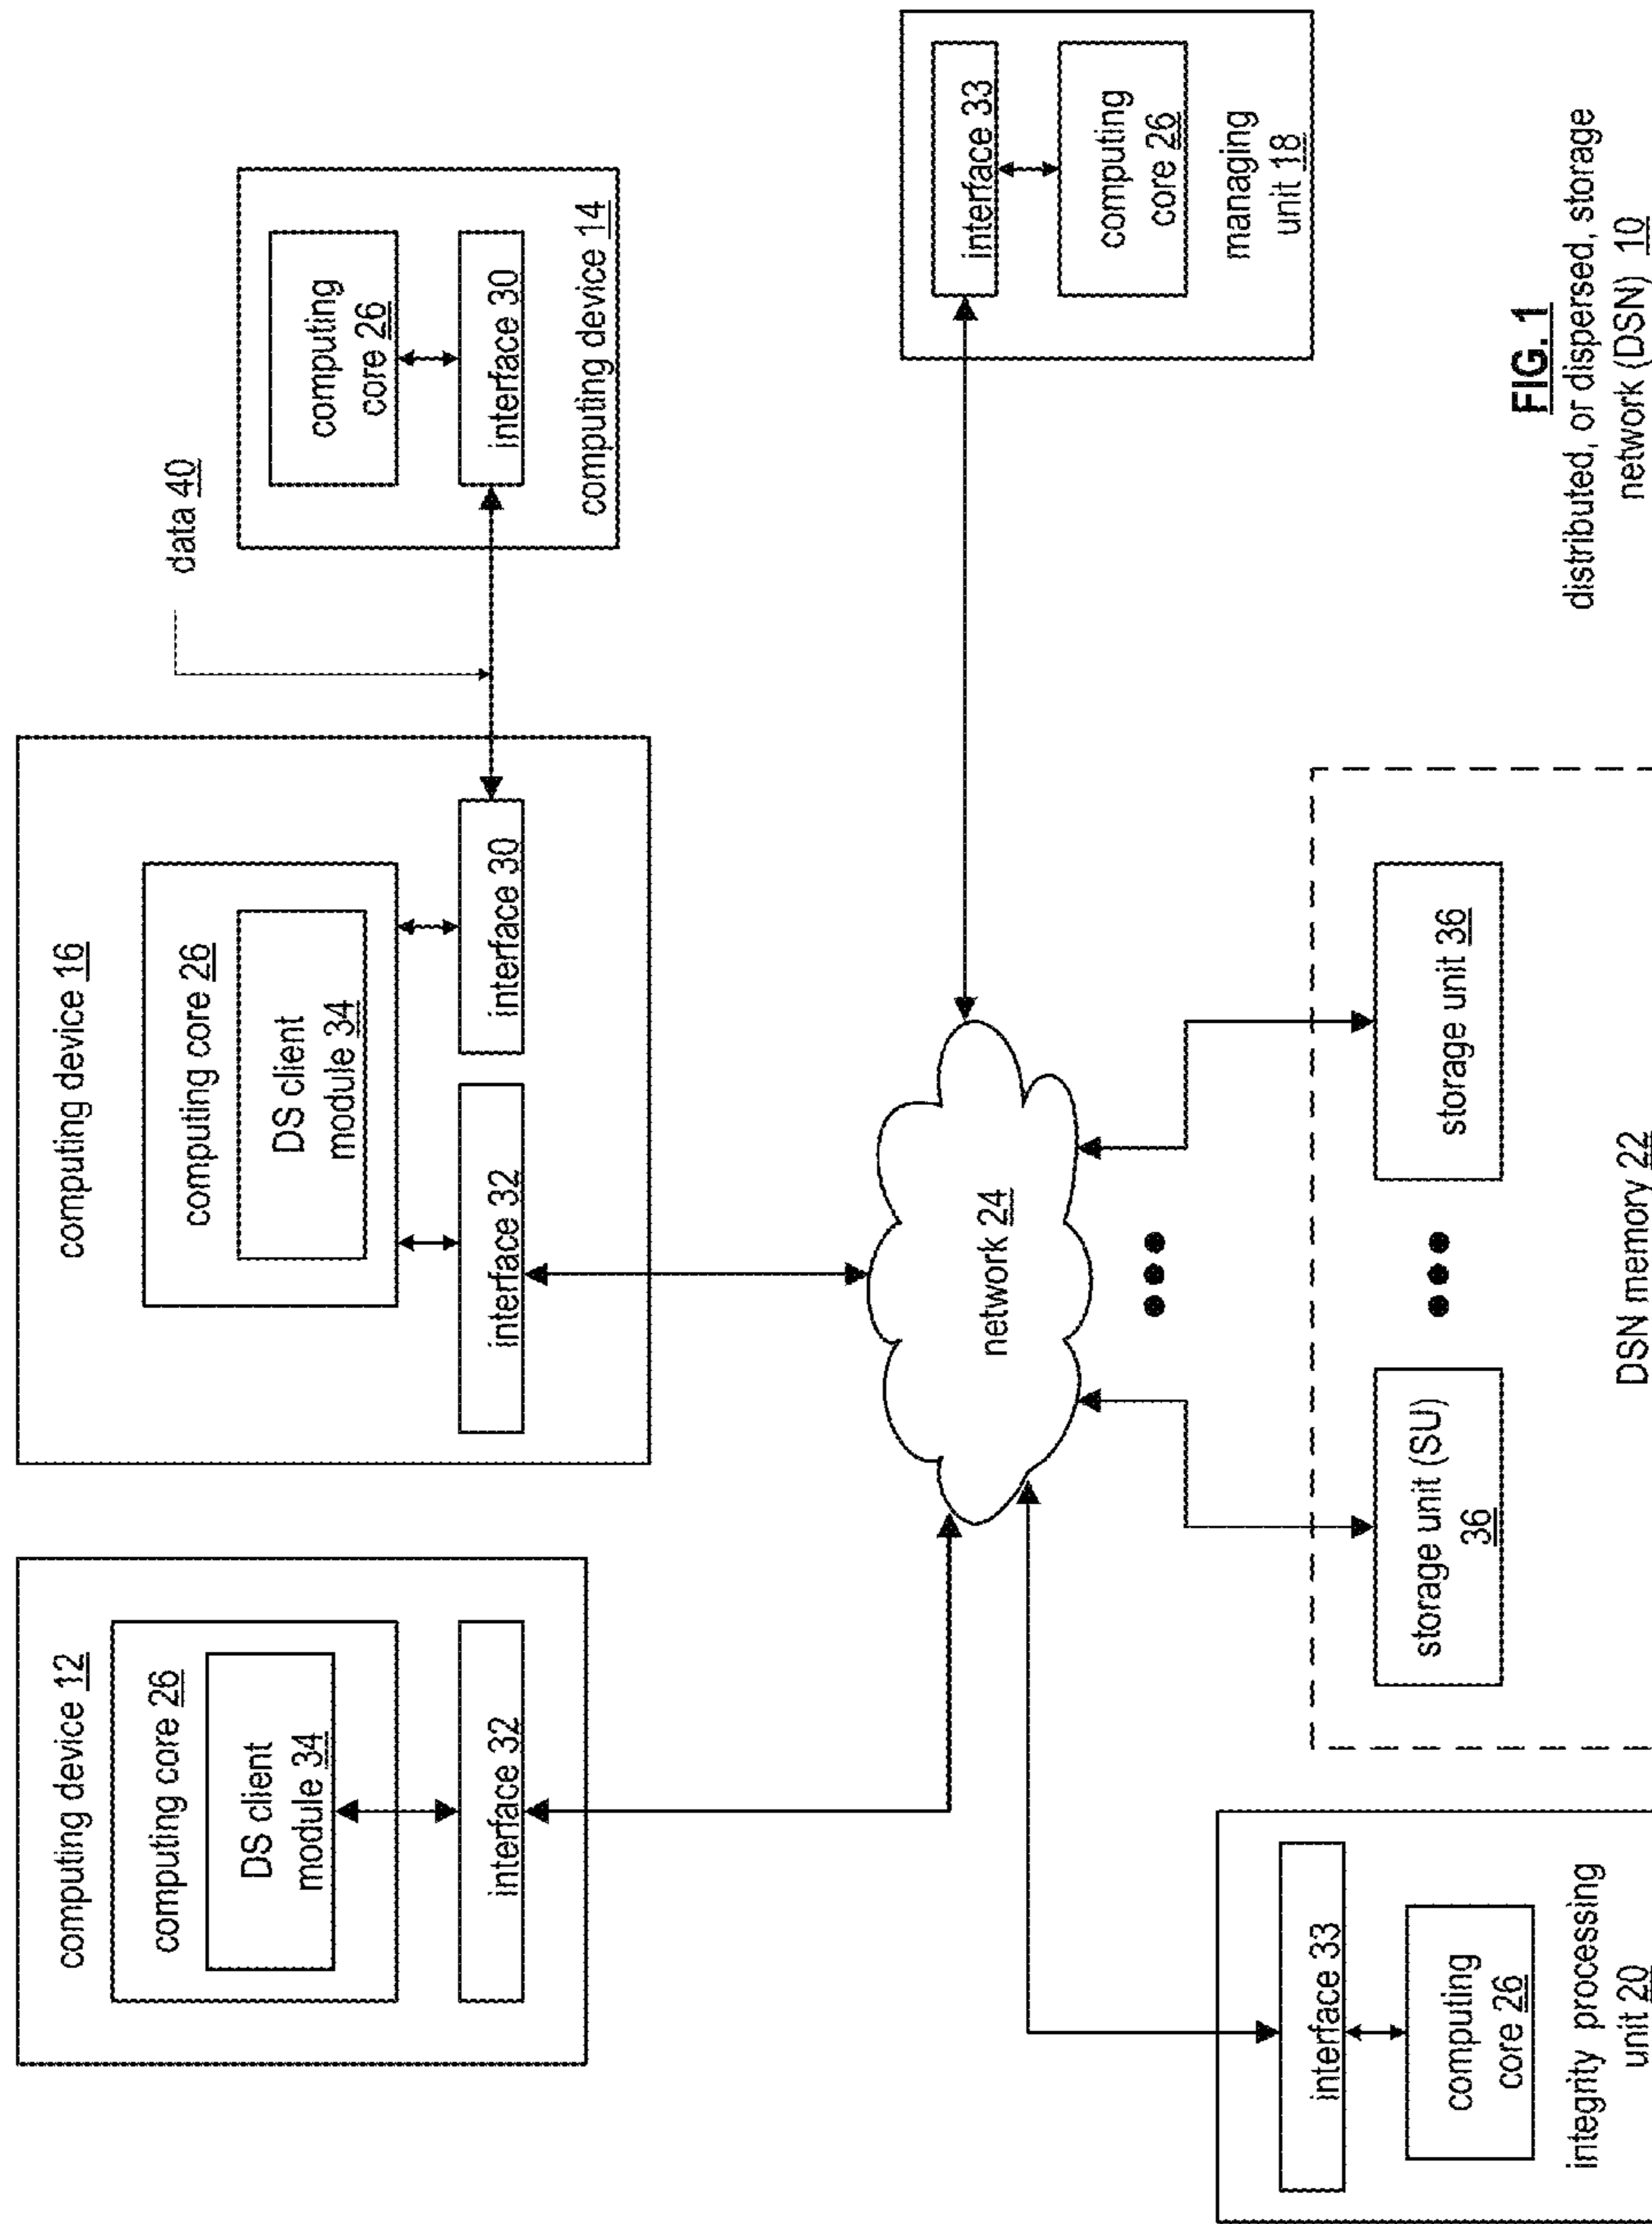 computing device 12
computing core 26
DS client
module 34
interface 32
computing device 16
computing core 26
DS client
module 34
interface 32
interface 30
data 40
computing
core 26
interface 30
computing device 14
network 24
interface 33
computing
core 26
managing
unit 18
interface 33
computing
core 26
integrity processing
unit 20
storage unit (SU)
36
storage unit 36
DSN memory 22
FIG. 1
distributed, or dispersed, storage
network (DSN) 10